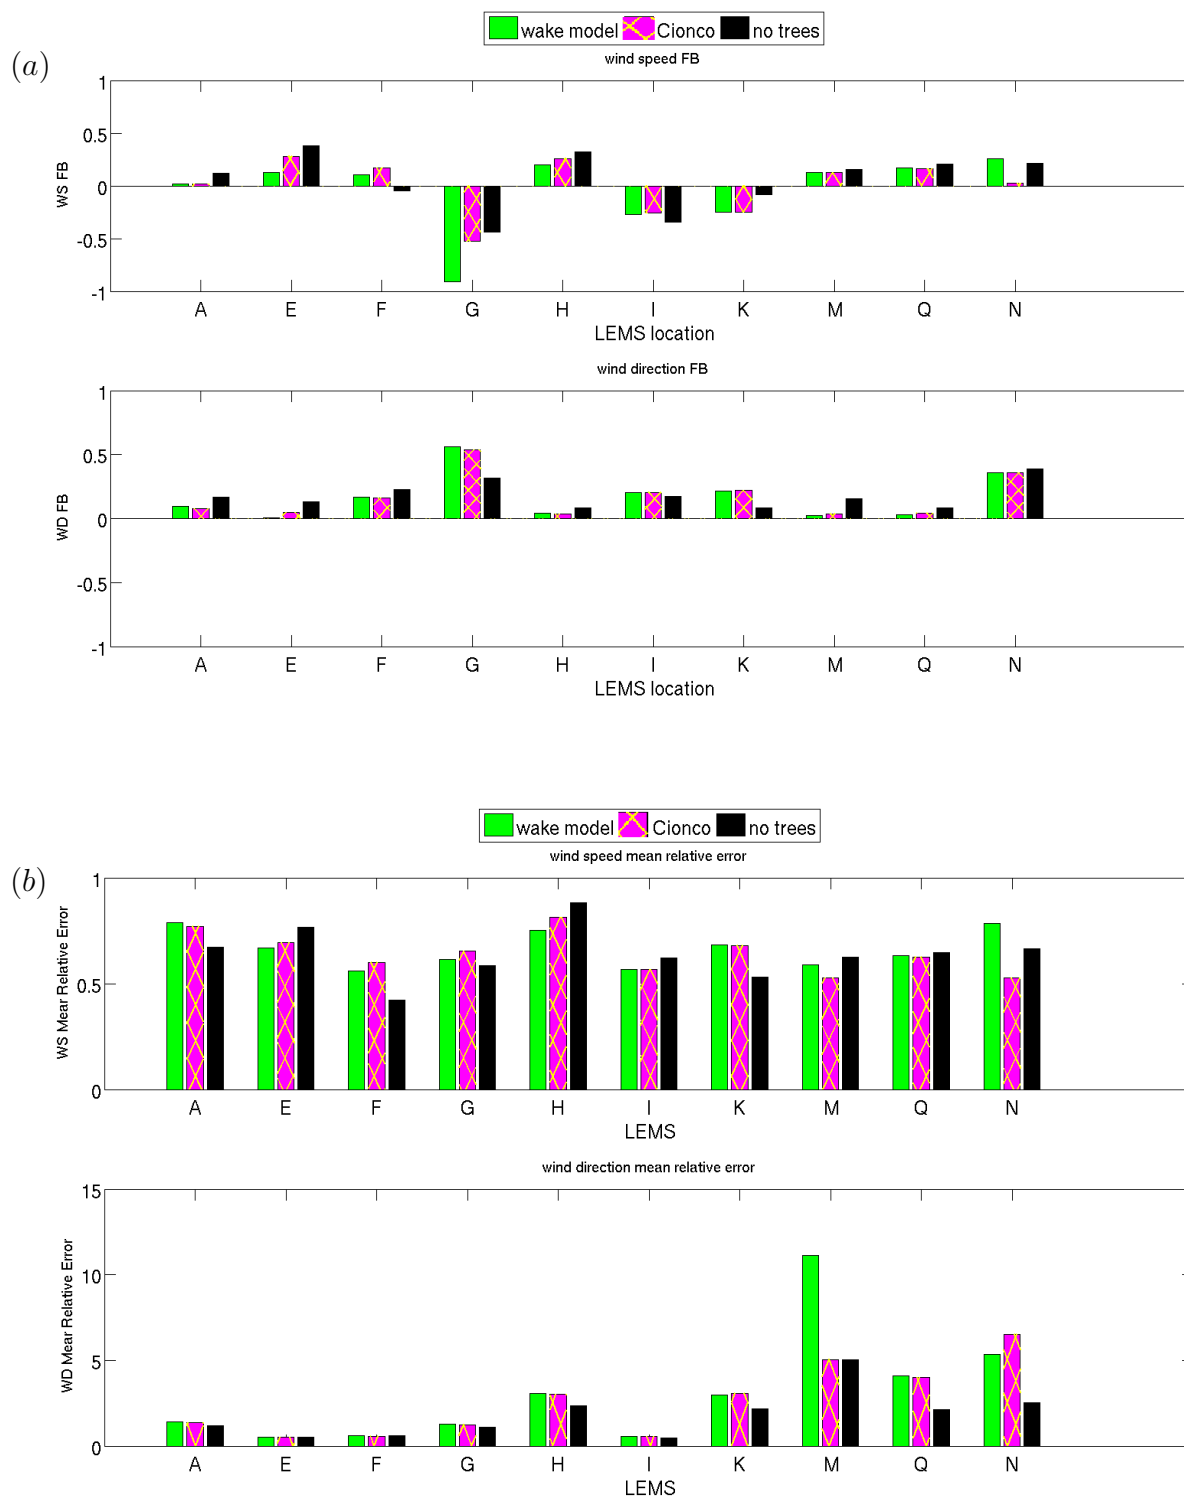 wake model Cionco no trees
(a)
wind speed FB
1
0.5
0
-0.5
-1
WS FB
A E F G H I K M Q N
LEMS location
wind direction FB
1
0.5
0
-0.5
-1
WD FB
A E F G H I K M Q N
LEMS location
wake model Cionco no trees
wind speed mean relative error
(b)
1
0.5
0
WS Mear Relative Error
A E F G H I K M Q N
LEMS
wind direction mean relative error
15
10
5
0
WD Mear Relative Error
A E F G H I K M Q N
LEMS